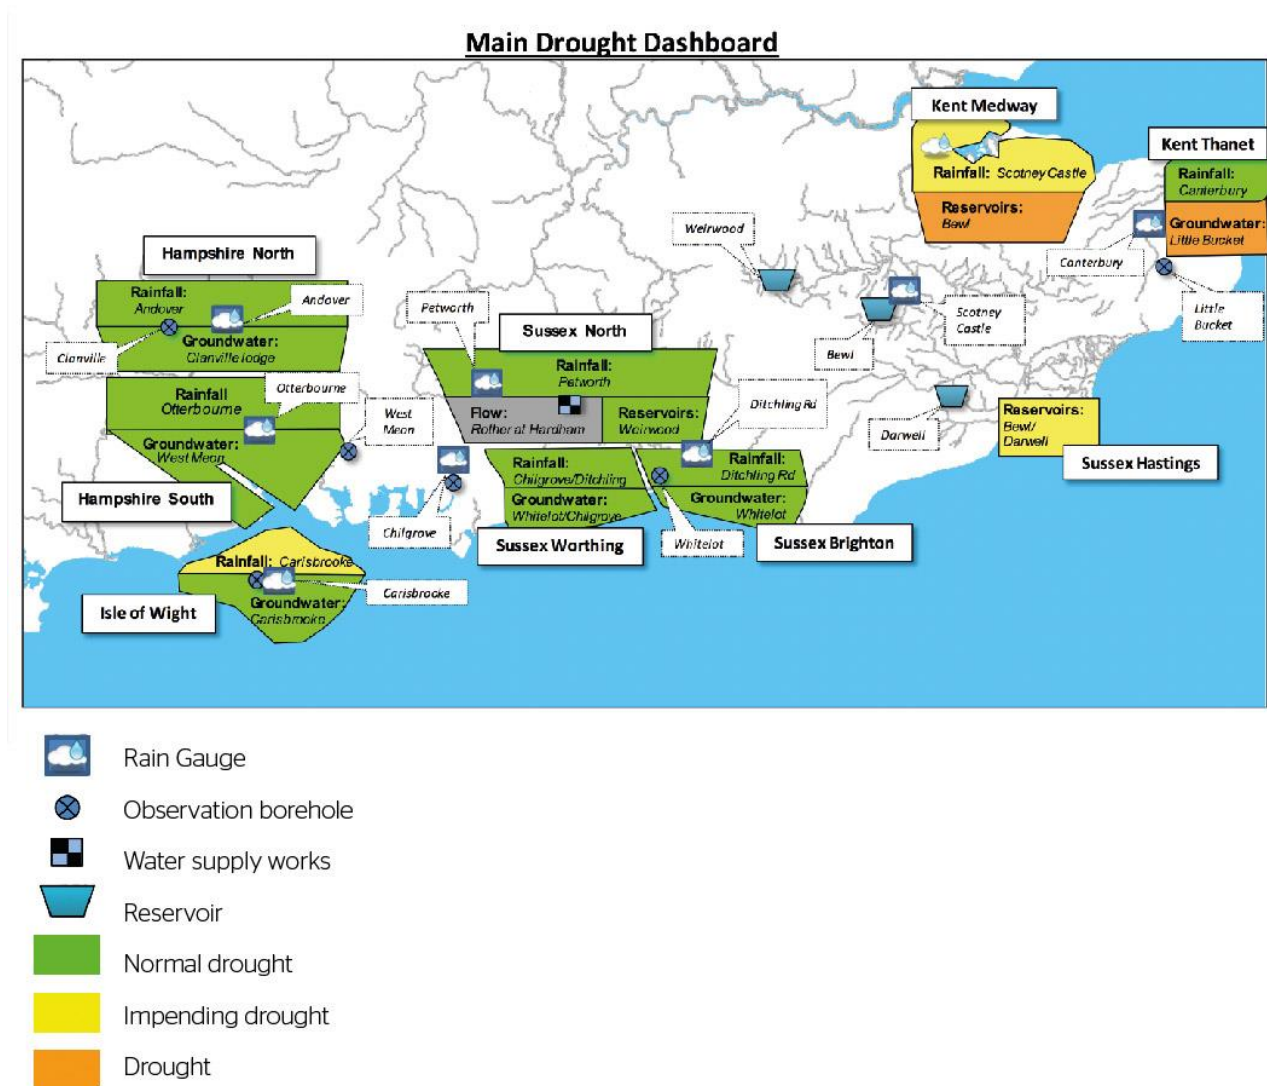 Main Drought Dashboard
Kent Medway
Rainfall: Scotney Castle
Reservoirs:
Bewl
Kent Thanet
Rainfall:
Canterbury
Groundwater:
Little Bucket
Canterbury
Little
Bucket
Weirwood
Scotney
Castle
Bewl
Darwell
Reservoirs:
Bewl/
Darwell
Sussex Hastings
Hampshire North
Rainfall:
Andover
Andover
Clanville
Groundwater:
Clanville lodge
Otterbourne
Rainfall
Otterbourne
West
Meon
Groundwater:
West Meon
Hampshire South
Petworth
Sussex North
Rainfall:
Petworth
Flow:
Rother at Hardham
Reservoirs:
Weirwood
Ditchling Rd
Rainfall:
Chilgrove/Ditchling
Groundwater:
Whitelot/Chilgrove
Chilgrove
Sussex Worthing
Rainfall:
Ditchling Rd
Groundwater:
Whitelot
Whitelot
Sussex Brighton
Rainfall: Carisbrooke
Groundwater:
Carisbrooke
Carisbrooke
Isle of Wight
Rain Gauge
Observation borehole
Water supply works
Reservoir
Normal drought
Impending drought
Drought